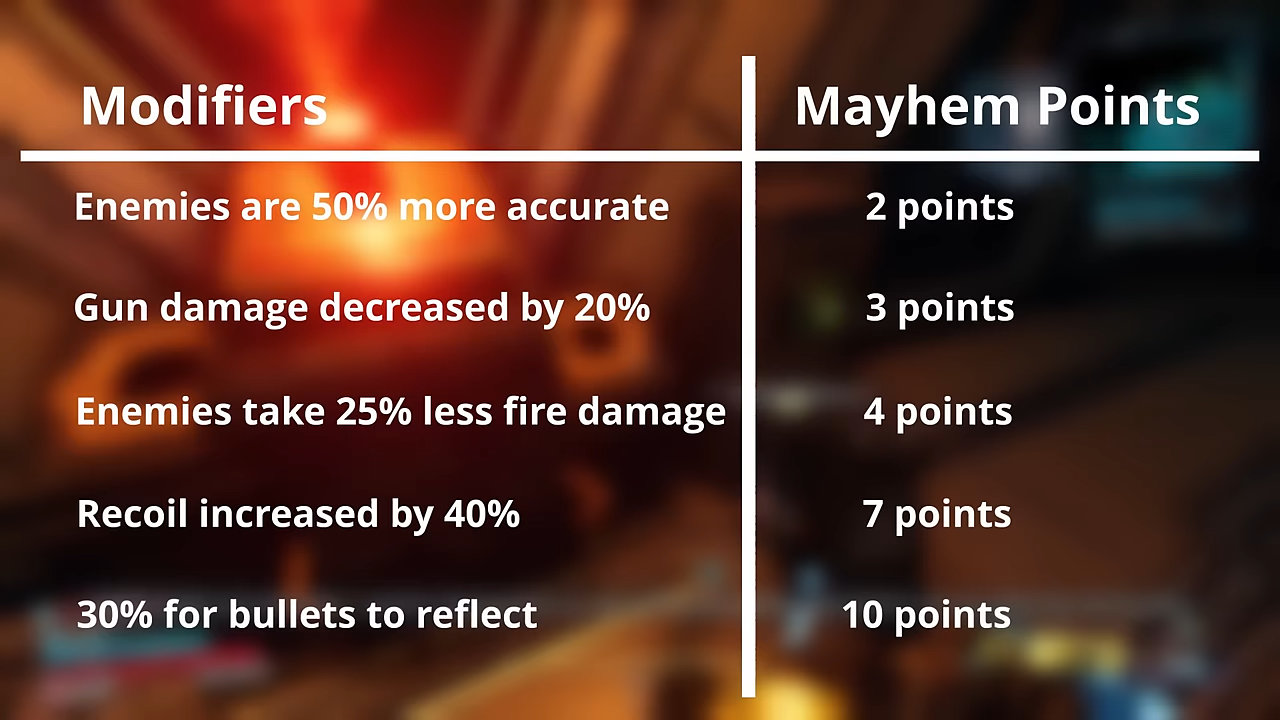 Modifiers Mayhem Points
Enemies are 50% more accurate 2 points
Gun damage decreased by 20% 3 points
Enemies take 25% less fire damage 4 points
Recoil increased by 40% 7 points
30% for bullets to reflect 10 points